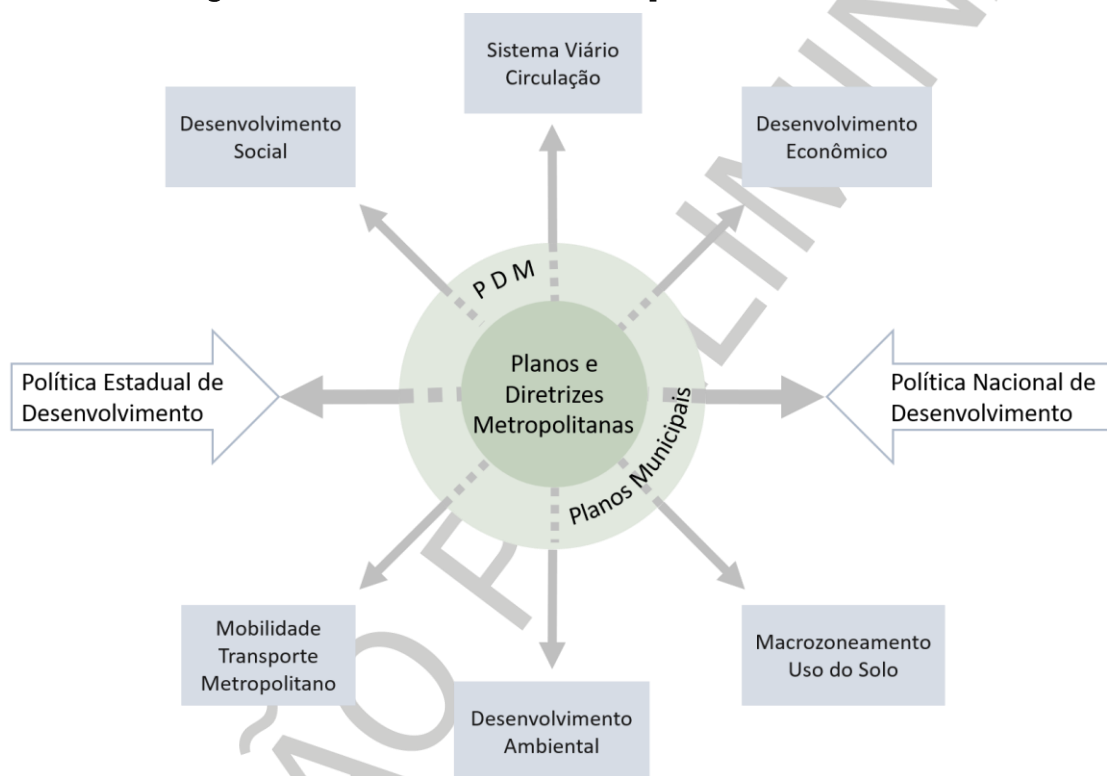 Sistema Viário
Circulação
Desenvolvimento
Social
Desenvolvimento
Econômico
PDM
Planos e
Diretrizes
Metropolitanas
Planos Municipais
Política Estadual de
Desenvolvimento
Política Nacional de
Desenvolvimento
Mobilidade
Transporte
Metropolitano
Macrozoneamento
Uso do Solo
Desenvolvimento
Ambiental